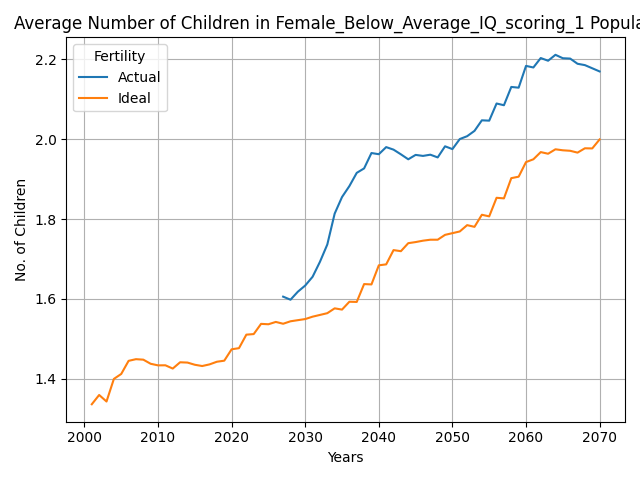 Average Number of Children in Female_Below_Average_IQ_scoring_1 Popula
Fertility
Actual
Ideal
2.2
2.0
1.8
1.6
1.4
No. of Children
2000 2010 2020 2030 2040 2050 2060 2070
Years